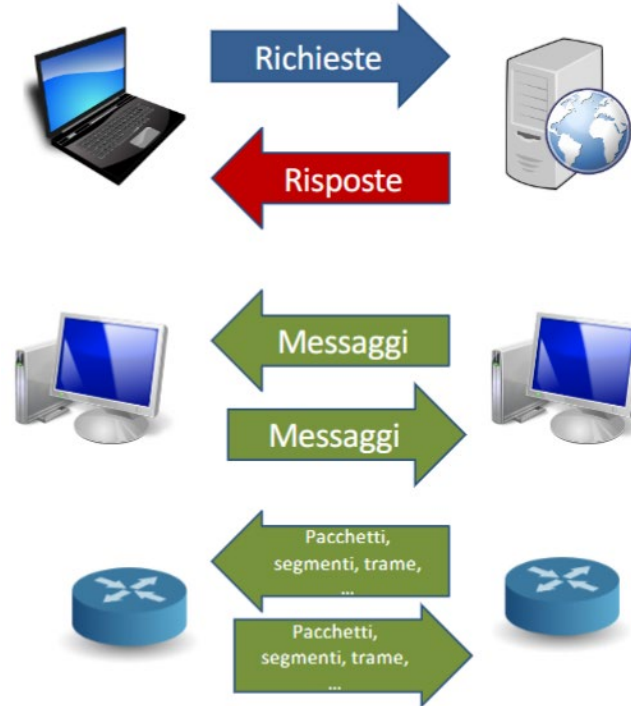 Richieste
Risposte
Messaggi
Messaggi
Pacchetti,
segmenti, trame,
...
Pacchetti,
segmenti, trame,
...